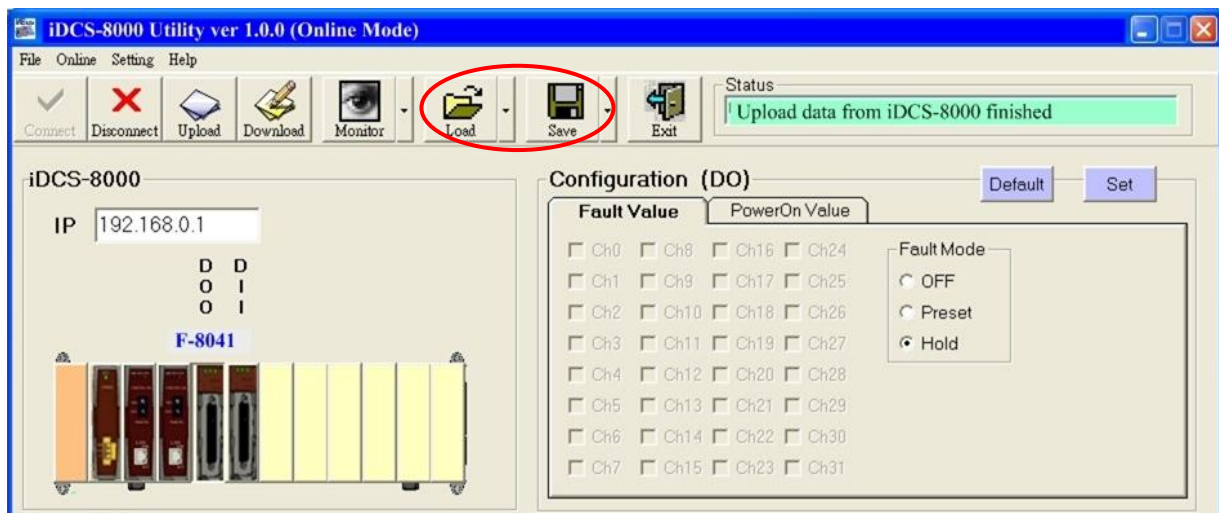 iDCS-8000 Utility ver 1.0.0 (Online Mode)
File Online Setting Help
Connect Disconnect Upload Download Monitor Load Save Exit
Status
Upload data from iDCS-8000 finished
iDCS-8000
IP 192.168.0.1
D D
O I
O I
F-8041
Configuration (DO)
Default Set
Fault Value PowerOn Value
Ch0 Ch8 Ch16 Ch24
Ch1 Ch9 Ch17 Ch25
Ch2 Ch10 Ch18 Ch26
Ch3 Ch11 Ch19 Ch27
Ch4 Ch12 Ch20 Ch28
Ch5 Ch13 Ch21 Ch29
Ch6 Ch14 Ch22 Ch30
Ch7 Ch15 Ch23 Ch31
Fault Mode
OFF
Preset
Hold